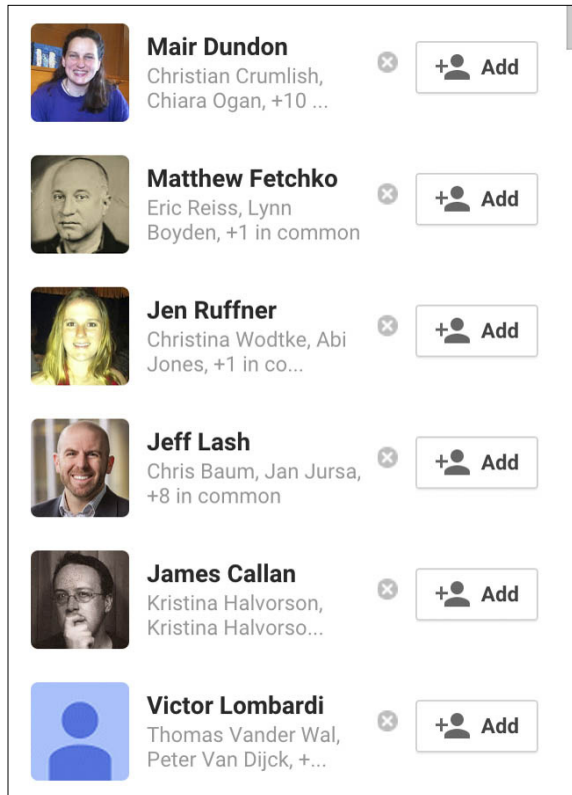 Mair Dundon
Christian Crumlish,
Chiara Ogan, +10 ...
Add
Matthew Fetchko
Eric Reiss, Lynn
Boyden, +1 in common
Add
Jen Ruffner
Christina Wodtke, Abi
Jones, +1 in co...
Add
Jeff Lash
Chris Baum, Jan Jursa,
+8 in common
Add
James Callan
Kristina Halvorson,
Kristina Halvorso...
Add
Victor Lombardi
Thomas Vander Wal,
Peter Van Dijck, +...
Add